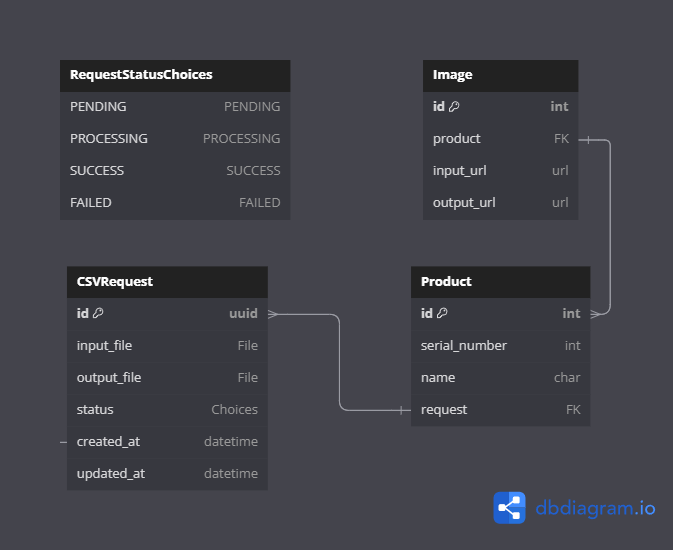 RequestStatusChoices
PENDING PENDING
PROCESSING PROCESSING
SUCCESS SUCCESS
FAILED FAILED
Image
id int
product FK
input_url url
output_url url
CSVRequest
id uuid
input_file File
output_file File
status Choices
created_at datetime
updated_at datetime
Product
id int
serial_number int
name char
request FK
dbdiagram.io